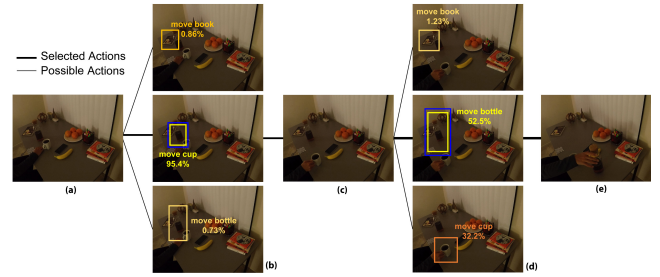 move book
0.86%
move book
1.23%
Selected Actions
Possible Actions
move cup
95.4%
move bottle
52.5%
(a)
(c)
(e)
move bottle
0.73%
move cup
32.2%
(b)
(d)